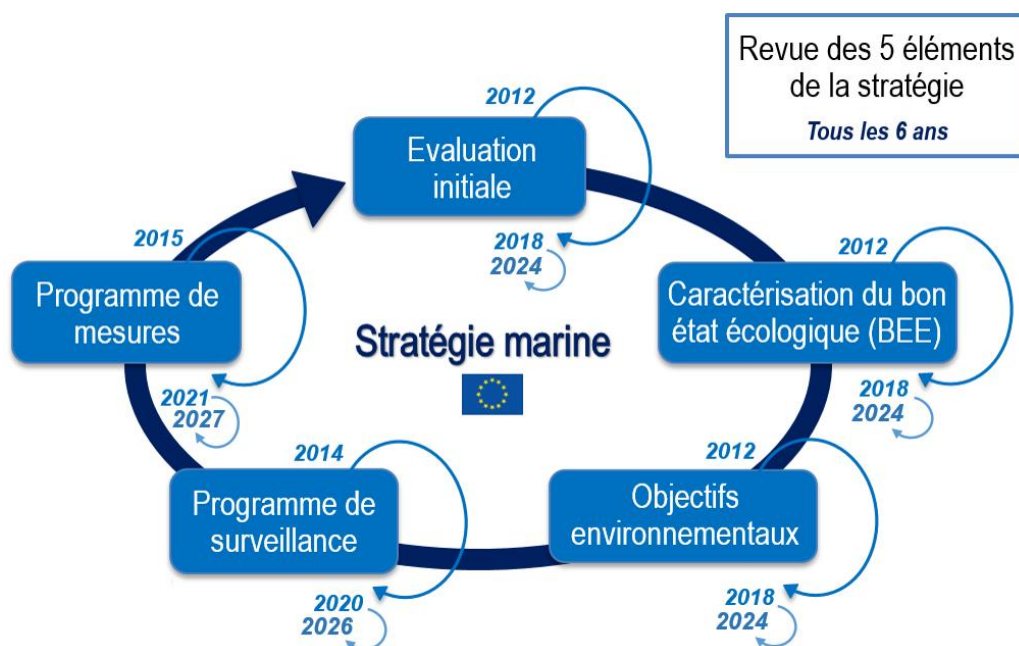 Revue des 5 éléments
de la stratégie
Tous les 6 ans
2012
Evaluation
initiale
2018
2024
2012
Caractérisation du bon
état écologique (BEE)
2018
2024
2012
Objectifs
environnementaux
2018
2024
2014
Programme de
surveillance
2020
2026
2015
Programme de
mesures
2021
2027
Stratégie marine